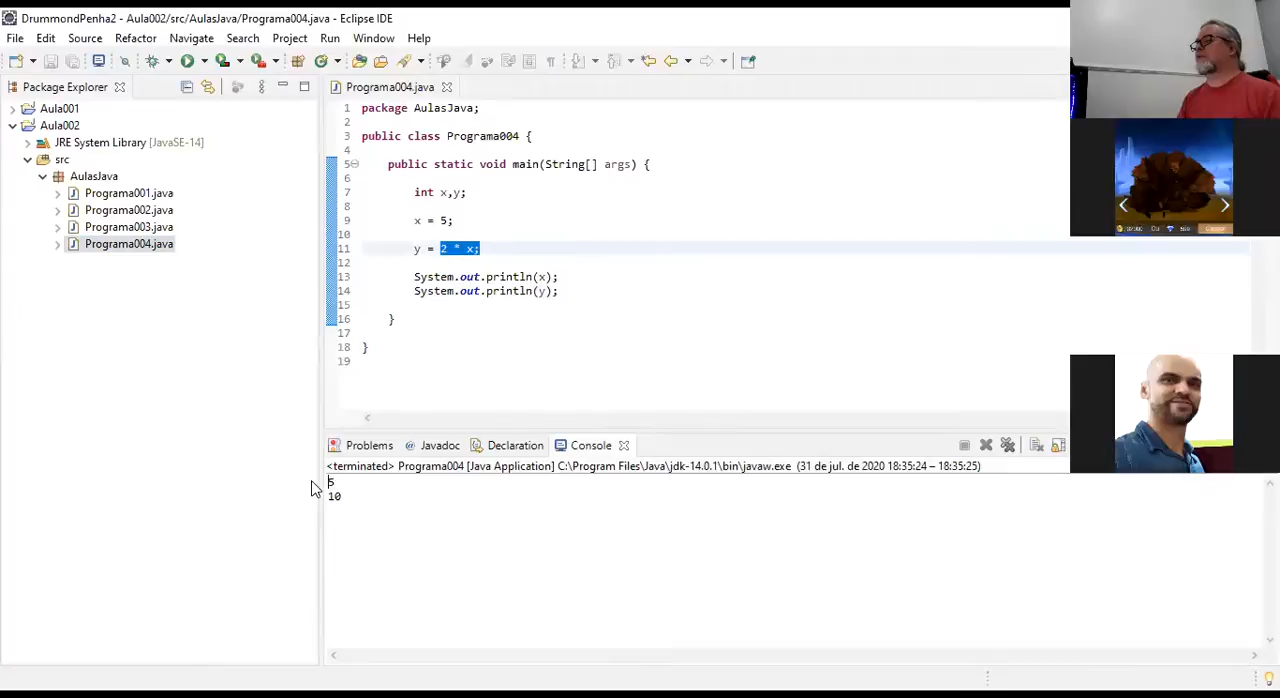 DrummondPenha2 - Aula002/src/AulasJava/Programa004.java - Eclipse IDE
File Edit Source Refactor Navigate Search Project Run Window Help
Package Explorer
Programa004.java
Aula001
Aula002
JRE System Library [JavaSE-14]
src
AulasJava
Programa001.java
Programa002.java
Programa003.java
Programa004.java
1 package AulasJava;
2
3 public class Programa004 {
4
5 public static void main(String[] args) {
6
7 int x,y;
8
9 x = 5;
10
11 y = 2 * x;
12
13 System.out.println(x);
14 System.out.println(y);
15
16 }
17
18 }
19
Problems @ Javadoc Declaration Console
<terminated> Programa004 [Java Application] C:\Program Files\Java\jdk-14.0.1\bin\javaw.exe (31 de jul. de 2020 18:35:24 – 18:35:25)
5
10